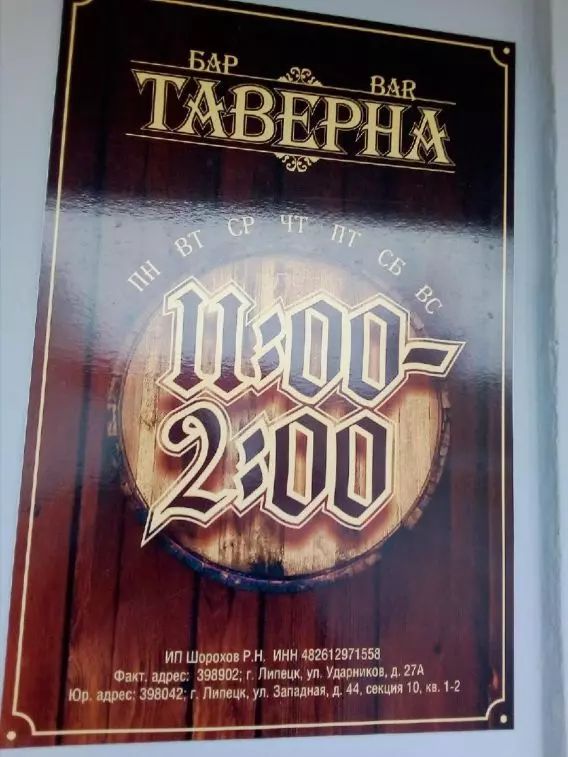 БАР BAR
ТАВЕРНА
ПН ВТ СР ЧТ ПТ СБ ВС
11:00-
2:00
ИП Шорохов Р.Н. ИНН 482612971558
Факт. адрес: 398902; г. Липецк, ул. Ударников, д. 27А
Юр. адрес: 398042; г. Липецк, ул. Западная, д. 44, секция 10, кв. 1-2